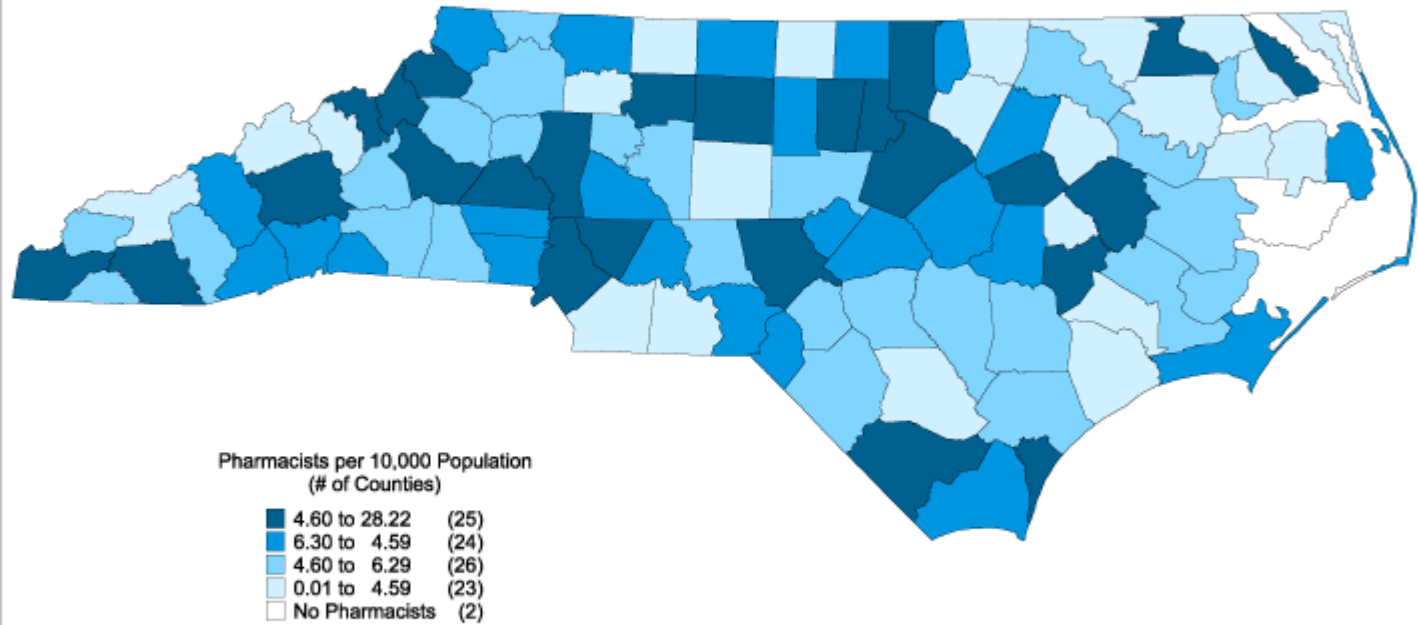 Pharmacists per 10,000 Population
(# of Counties)
4.60 to 28.22 (25)
6.30 to 4.59 (24)
4.60 to 6.29 (26)
0.01 to 4.59 (23)
No Pharmacists (2)